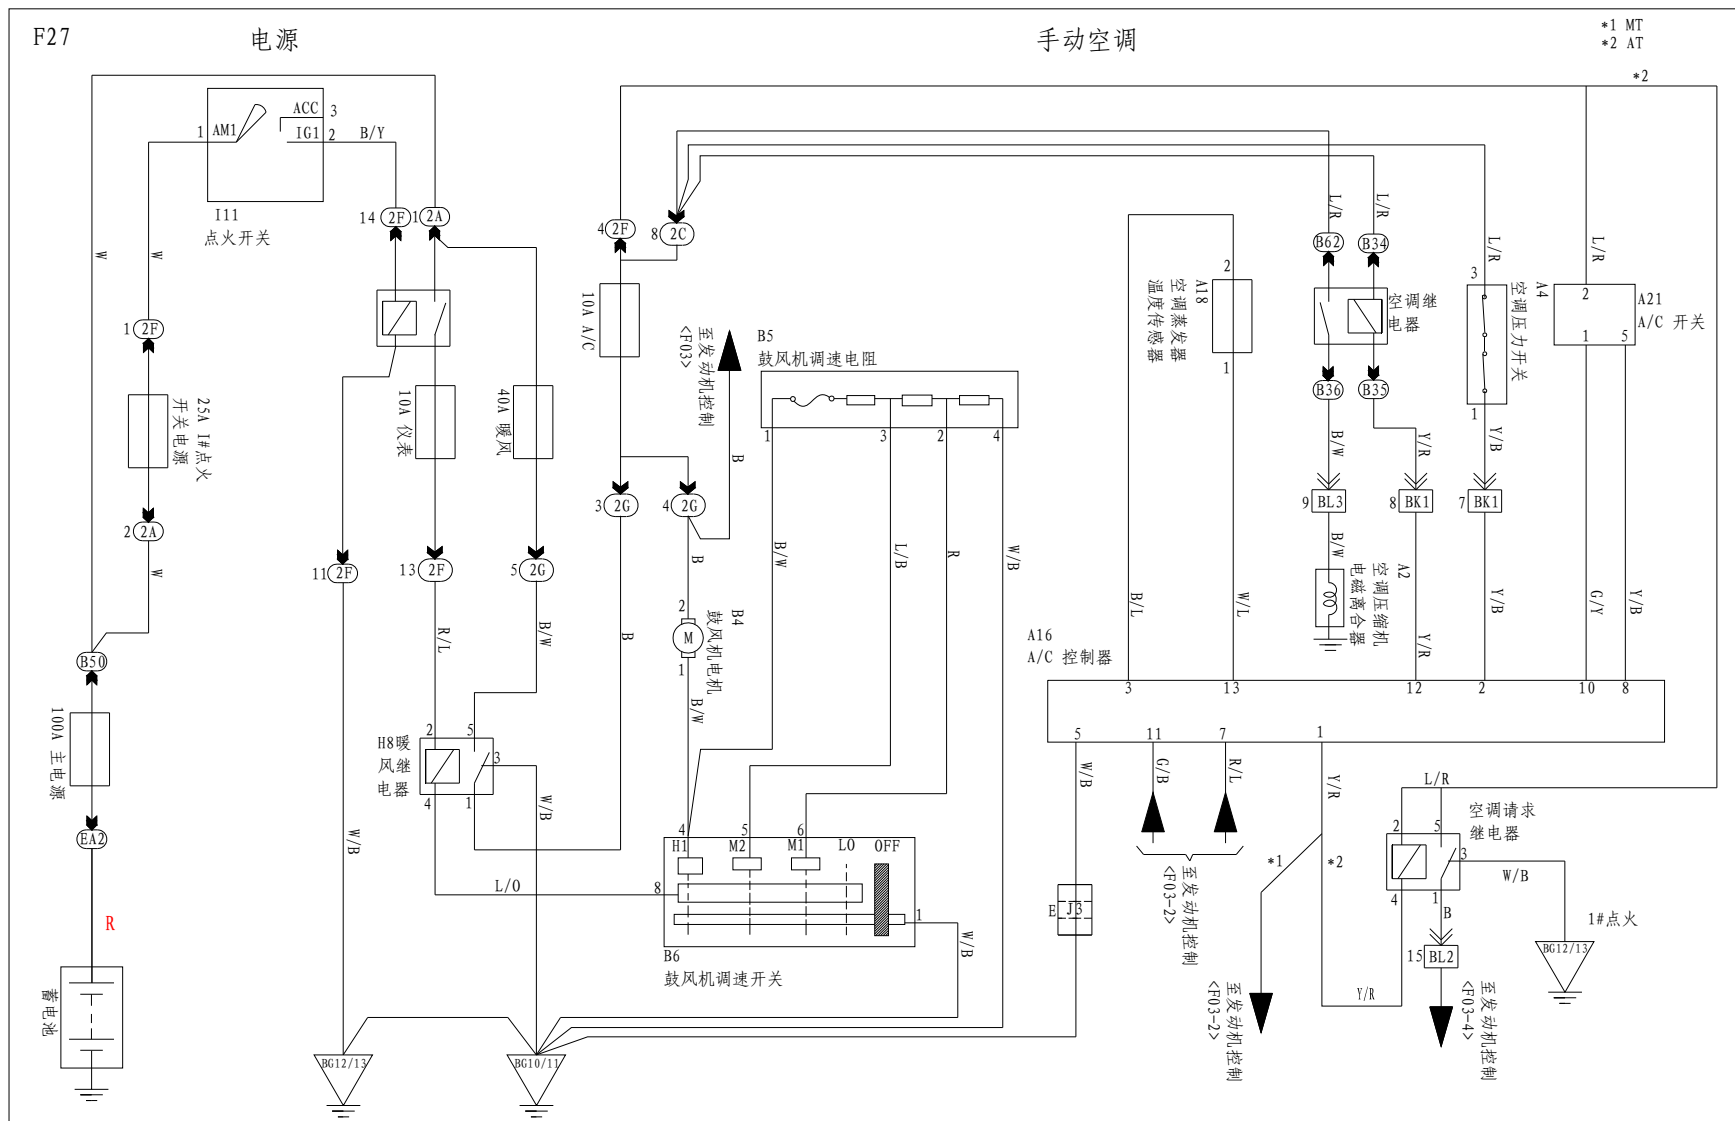 F27
电源
手动空调
*1 MT
*2 AT
*2
ACC
3
1
AM1
IG1
2
B/Y
I11
点火开关
14
2F
1
2A
4
2F
8
2C
W
W
L/R
L/R
B62
B34
L/R
L/R
1
2F
25A I#点火
开关电源
2
2A
W
10A 仪表
40A 暖风
10A A/C
至发动机控制
<F03>
B
B5
鼓风机调速电阻
1
3
2
4
A18
空调蒸发器
温度传感器
2
1
空调继
电器
B36
B35
3
空调压力开关
A4
1
2
A21
A/C 开关
1
5
B/W
Y/R
Y/B
3
2G
4
2G
9
BL3
8
BK1
7
BK1
11
2F
13
2F
5
2G
B
B/W
L/B
R
W/B
B/L
W/L
B/W
空调压缩机
电磁离合器
A2
Y/R
Y/B
G/Y
Y/B
R/L
B/W
B
2
M
1
B4
鼓风机电机
B/W
B50
100A 主电源
EA2
R
蓄电池
W/B
H8暖
风继
电器
2
5
3
4
1
W/B
L/O
A16
A/C 控制器
3
13
12
2
10
8
5
11
7
1
W/B
G/B
R/L
Y/R
4
5
6
H1
M2
M1
LO
OFF
8
1
B6
鼓风机调速开关
W/B
E
J3
至发动机控制
<F03-2>
*1
*2
至发动机控制
<F03-2>
Y/R
L/R
空调请求
继电器
2
5
3
4
1
W/B
B
15
BL2
至发动机控制
<F03-4>
1#点火
BG12/13
BG12/13
BG10/11